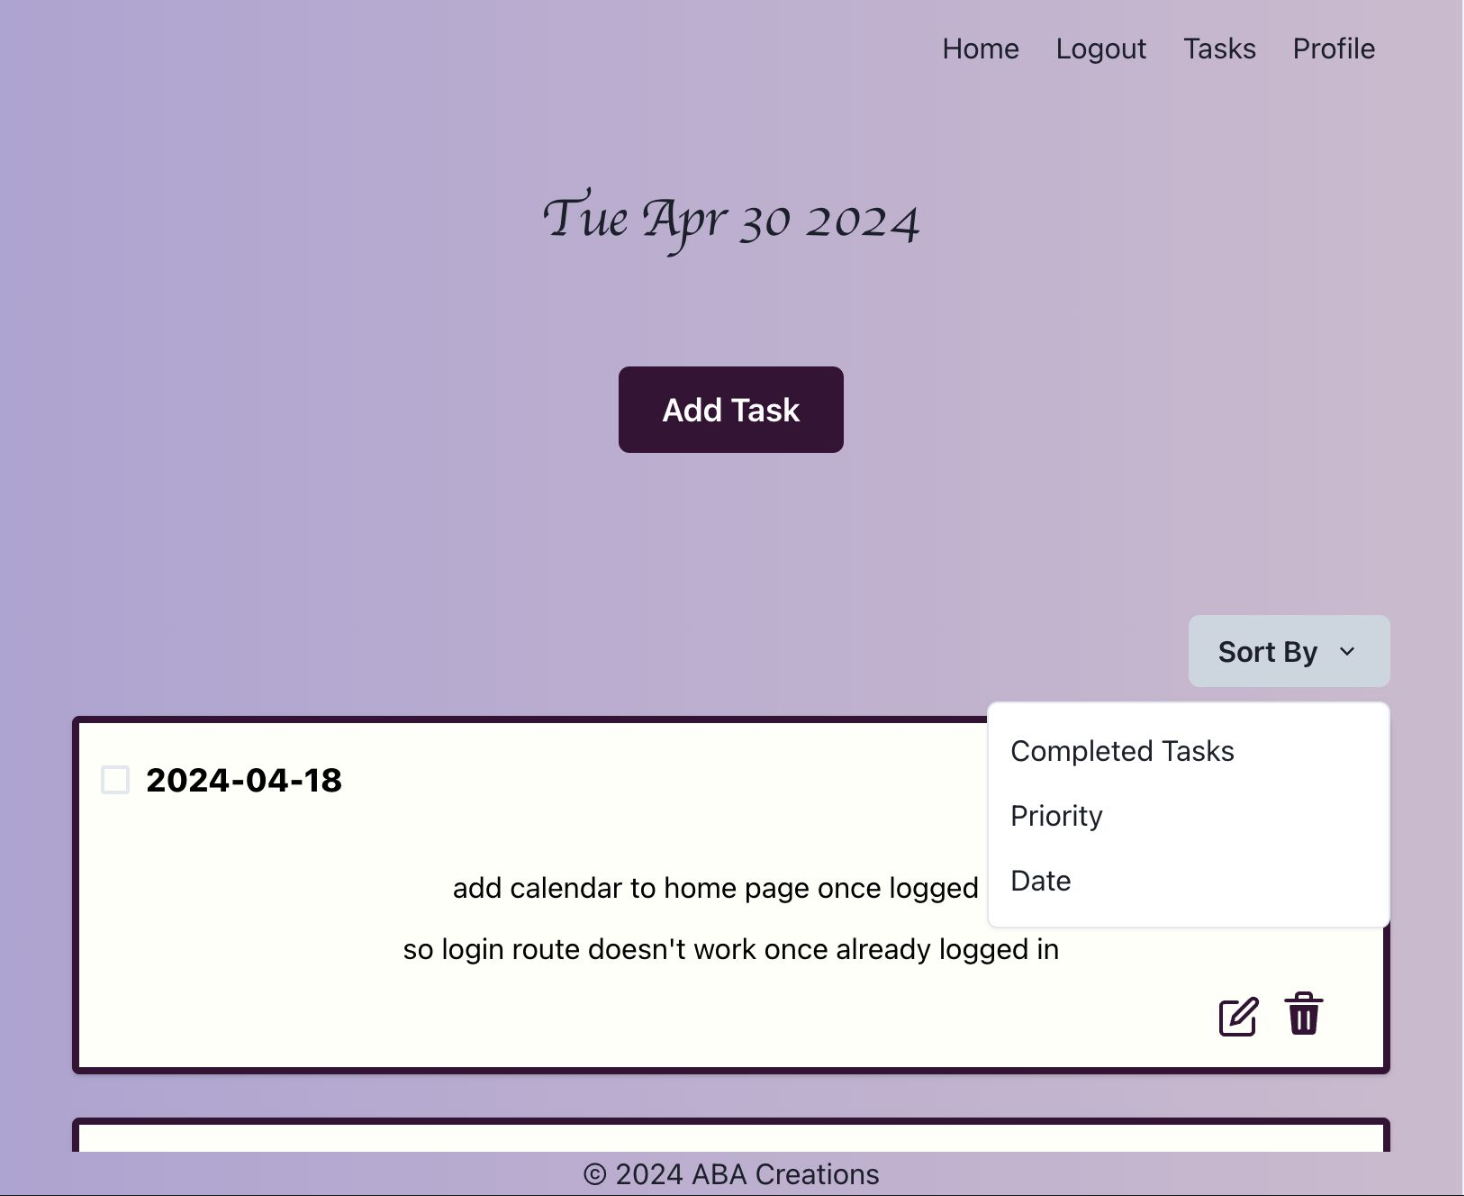 Home Logout Tasks Profile
Tue Apr 30 2024
Add Task
Sort By
Completed Tasks
Priority
Date
2024-04-18
add calendar to home page once logged
so login route doesn't work once already logged in
© 2024 ABA Creations